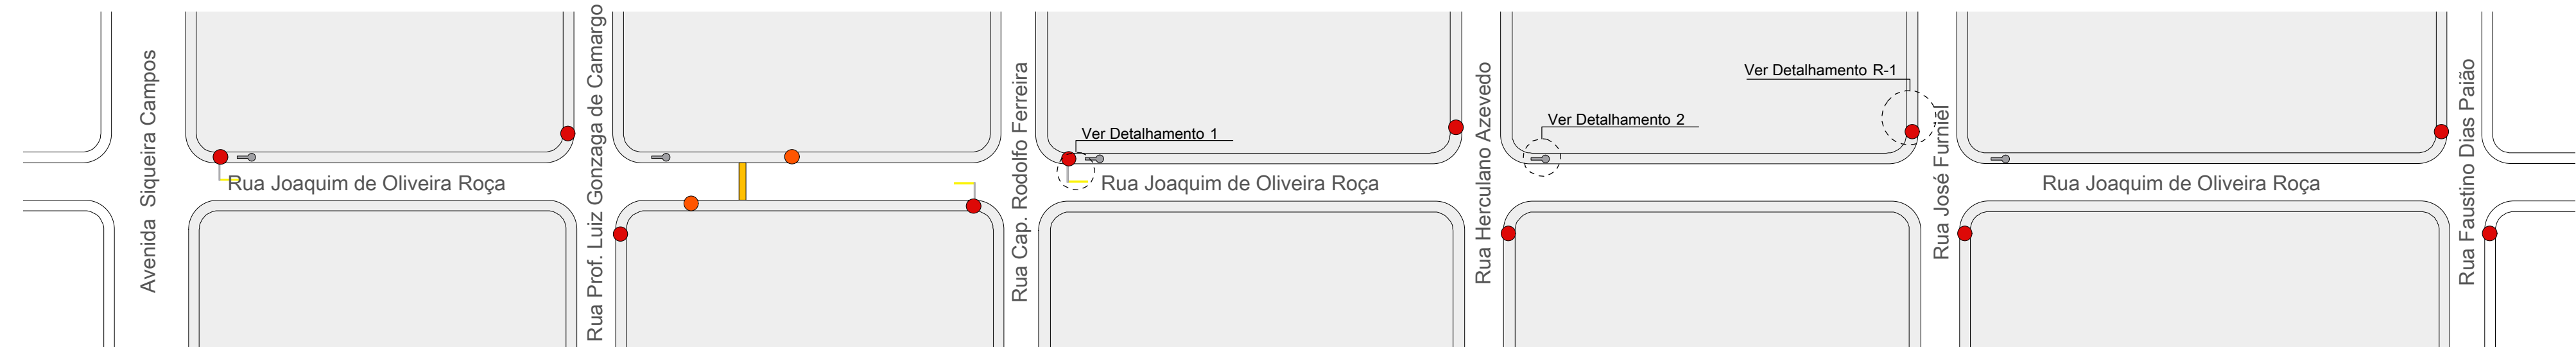 Avenida Siqueira Campos
Rua Joaquim de Oliveira Roça
Rua Prof. Luiz Gonzaga de Camargo
Rua Cap. Rodolfo Ferreira
Ver Detalhamento 1
Rua Joaquim de Oliveira Roça
Rua Herculano Azevedo
Ver Detalhamento 2
Ver Detalhamento R-1
Rua José Furniel
Rua Joaquim de Oliveira Roça
Rua Faustino Dias Paião